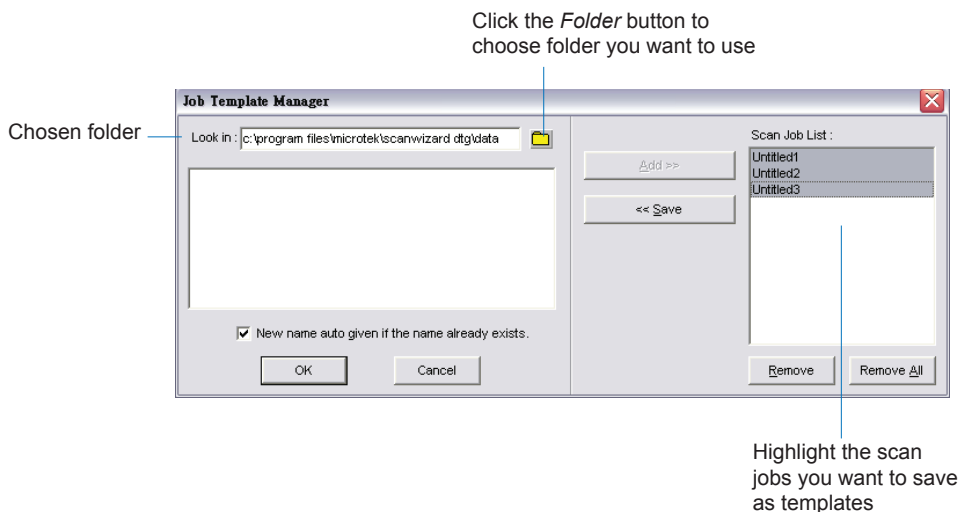 Click the Folder button to
choose folder you want to use
Job Template Manager
Chosen folder
Look in : c:\program files\microtek\scanwizard dtg\data
Scan Job List :
Add >>
Untitled1
Untitled2
Untitled3
<< Save
New name auto given if the name already exists.
OK
Cancel
Remove
Remove All
Highlight the scan
jobs you want to save
as templates